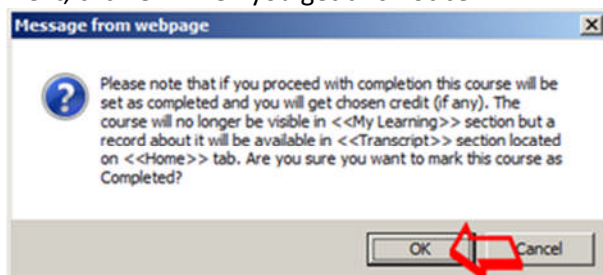 Message from webpage
Please note that if you proceed with completion this course will be
set as completed and you will get chosen credit (if any). The
course will no longer be visible in <<My Learning>> section but a
record about it will be available in <<Transcript>> section located
on <<Home>> tab. Are you sure you want to mark this course as
Completed?
OK
Cancel